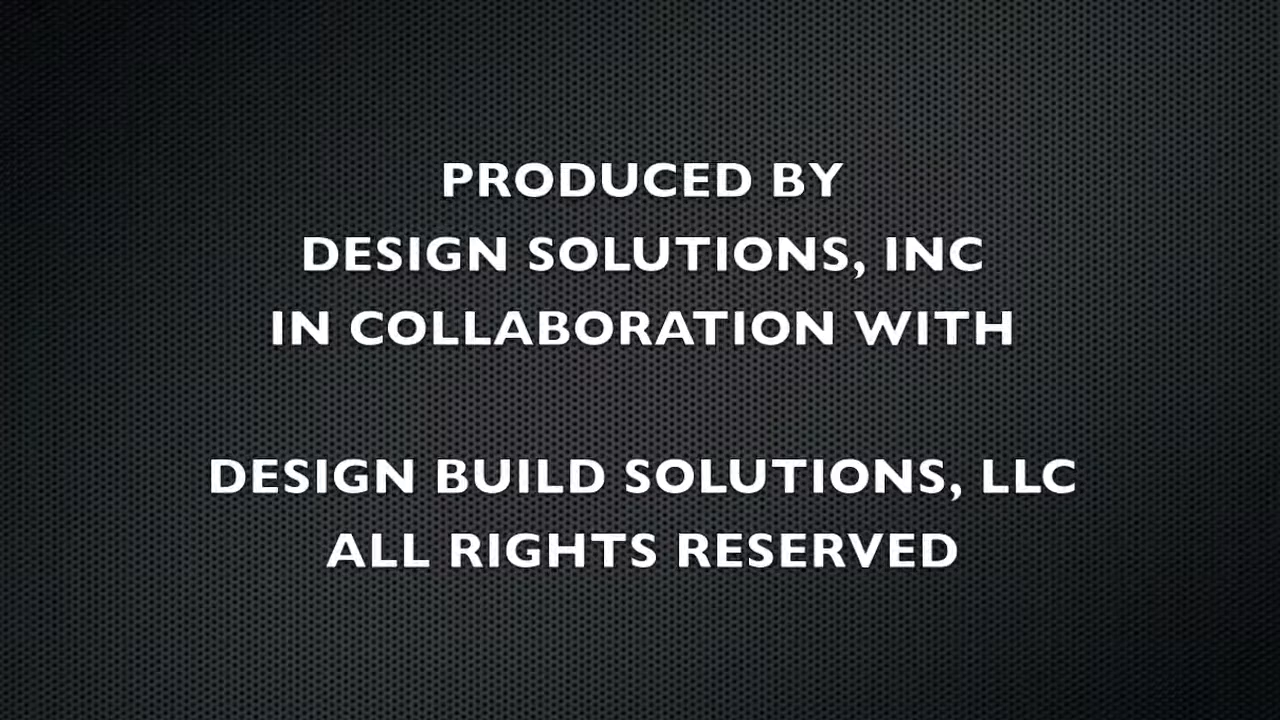 PRODUCED BY
DESIGN SOLUTIONS, INC
IN COLLABORATION WITH
DESIGN BUILD SOLUTIONS, LLC
ALL RIGHTS RESERVED